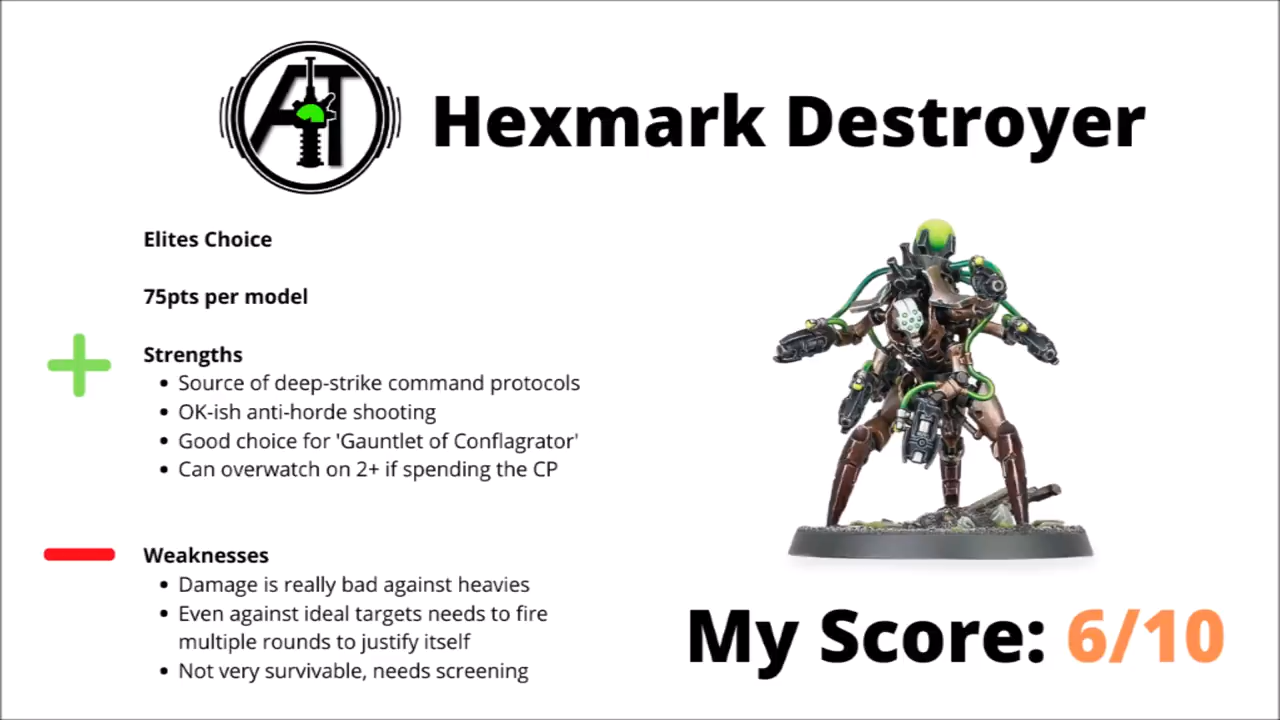 AT
Hexmark Destroyer
Elites Choice
75pts per model
Strengths
• Source of deep-strike command protocols
• OK-ish anti-horde shooting
• Good choice for 'Gauntlet of Conflagrator'
• Can overwatch on 2+ if spending the CP
Weaknesses
• Damage is really bad against heavies
• Even against ideal targets needs to fire
multiple rounds to justify itself
• Not very survivable, needs screening
My Score: 6/10